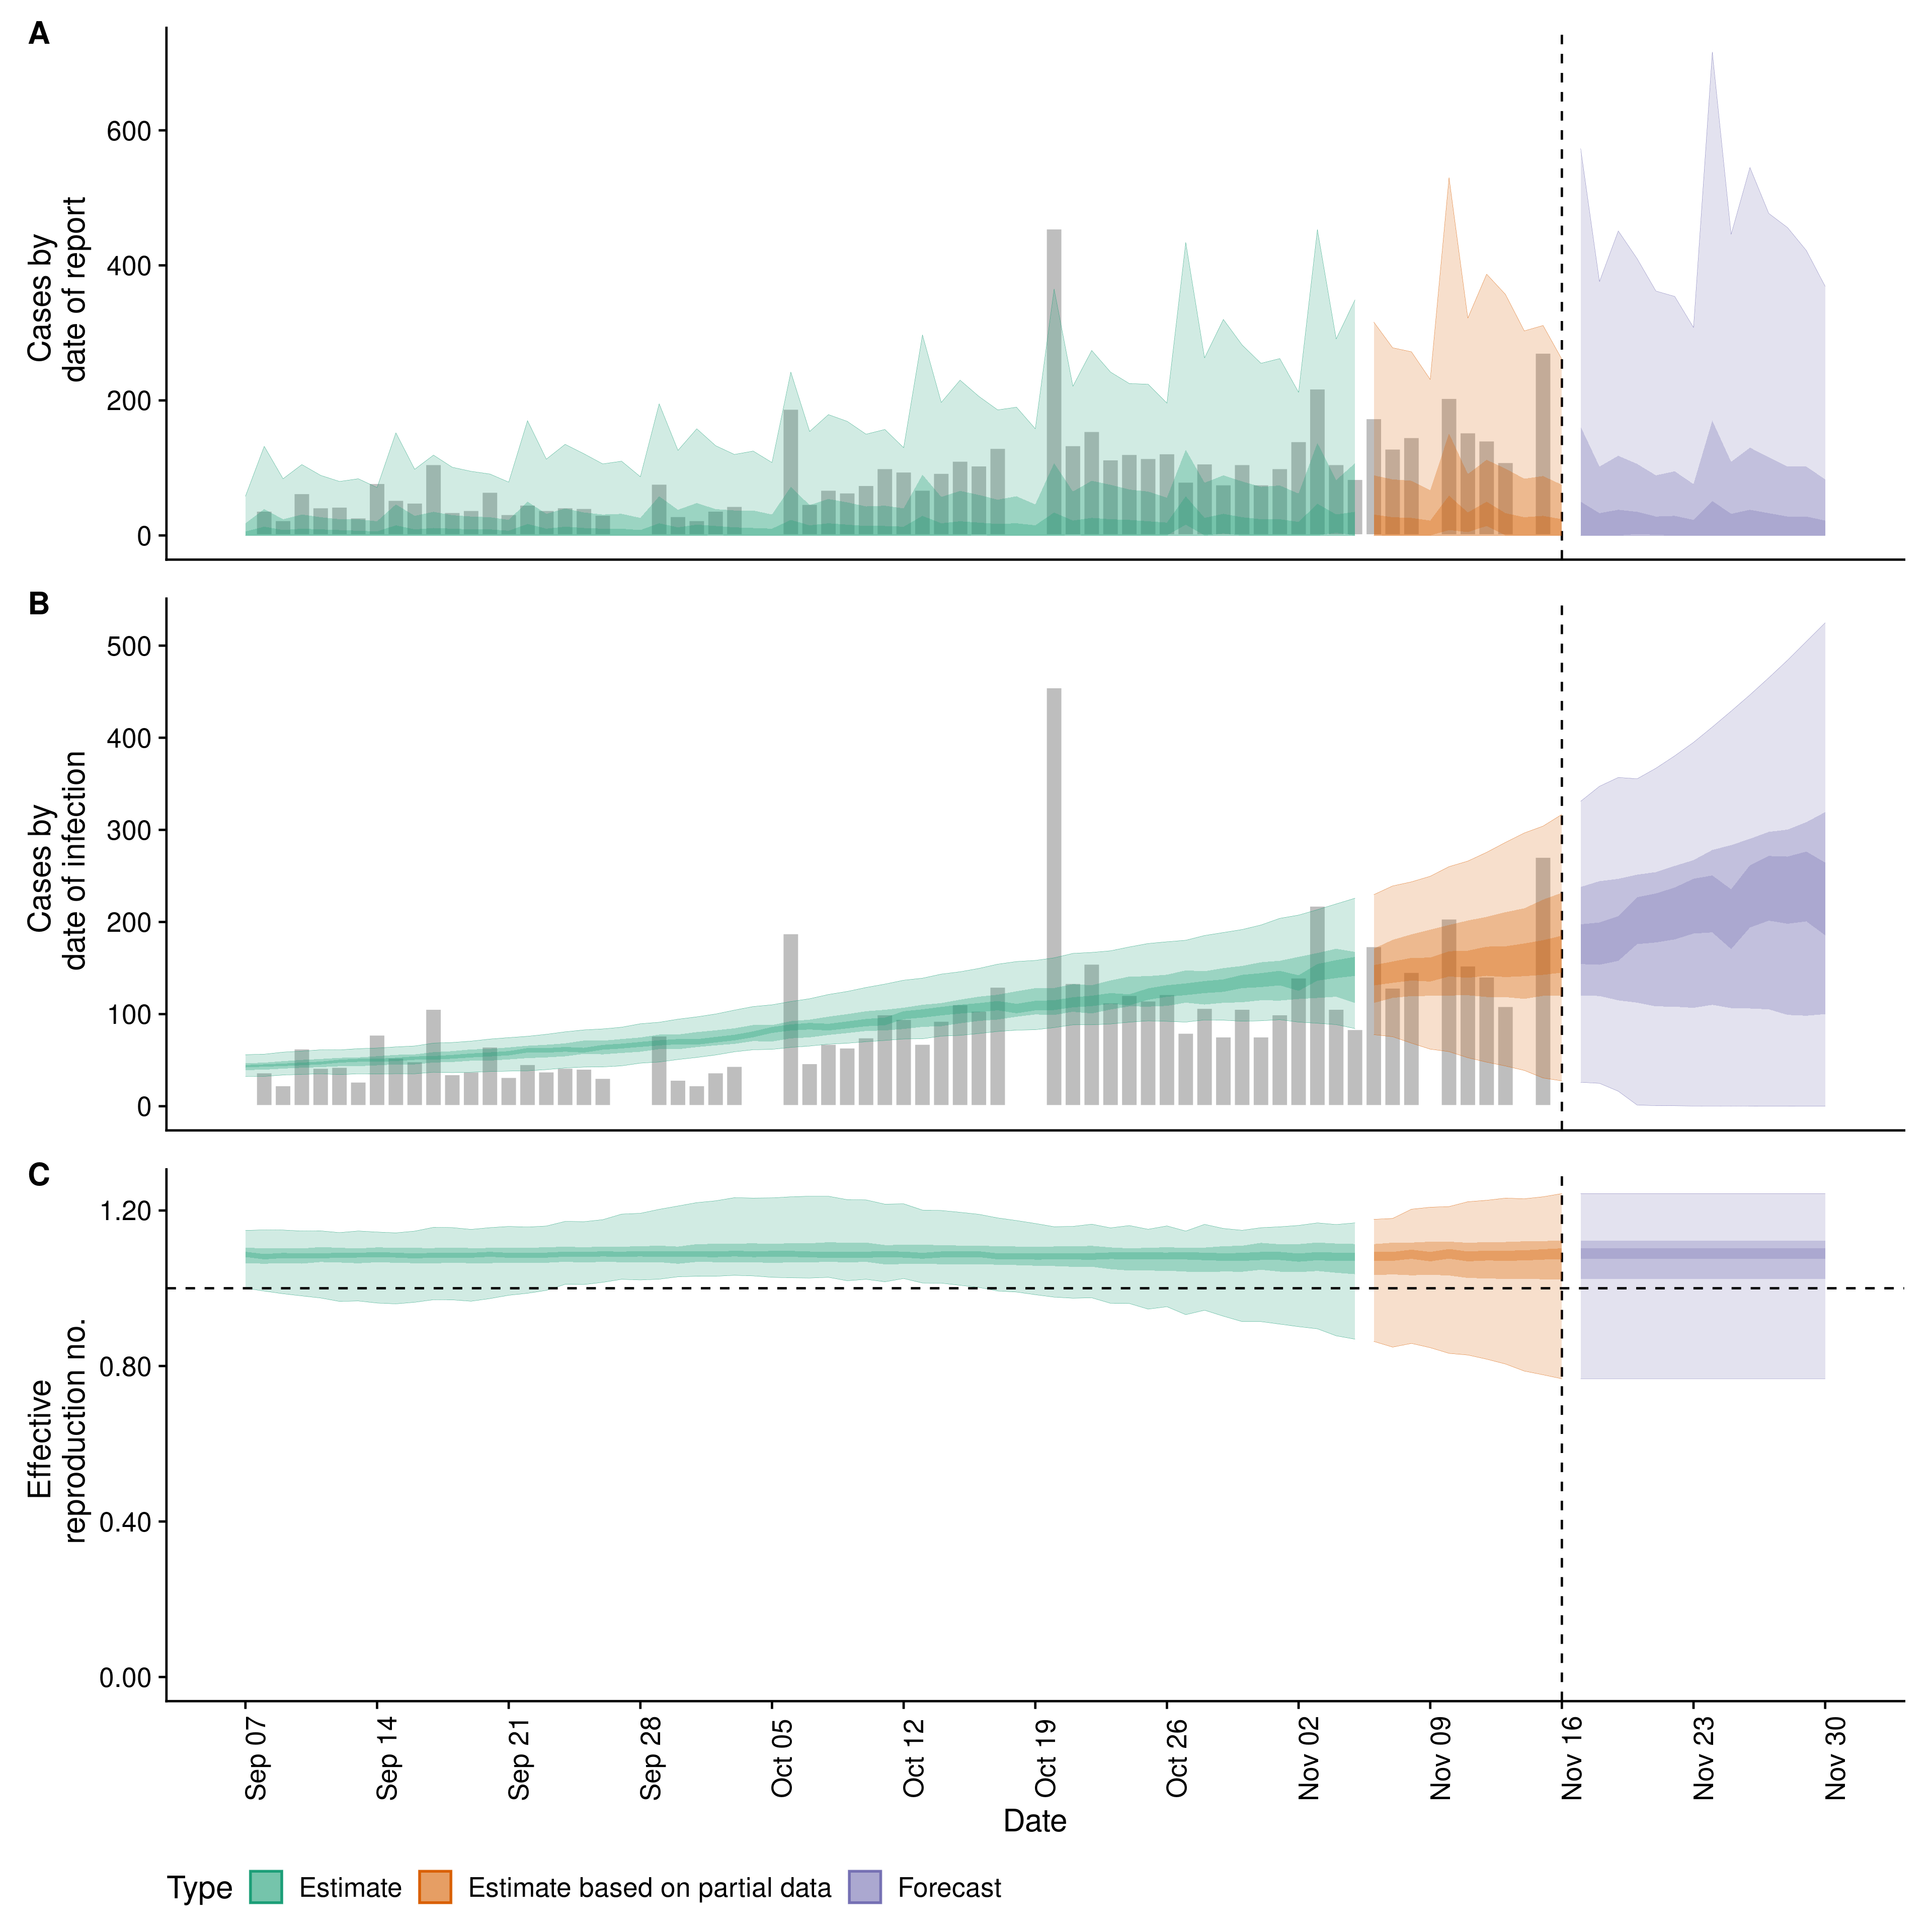 A
Cases by
date of report
600
400
200
0
B
Cases by
date of infection
500
400
300
200
100
0
C
Effective
reproduction no.
1.20
0.80
0.40
0.00
Sep 07
Sep 14
Sep 21
Sep 28
Oct 05
Oct 12
Oct 19
Oct 26
Nov 02
Nov 09
Nov 16
Nov 23
Nov 30
Date
Type Estimate Estimate based on partial data Forecast